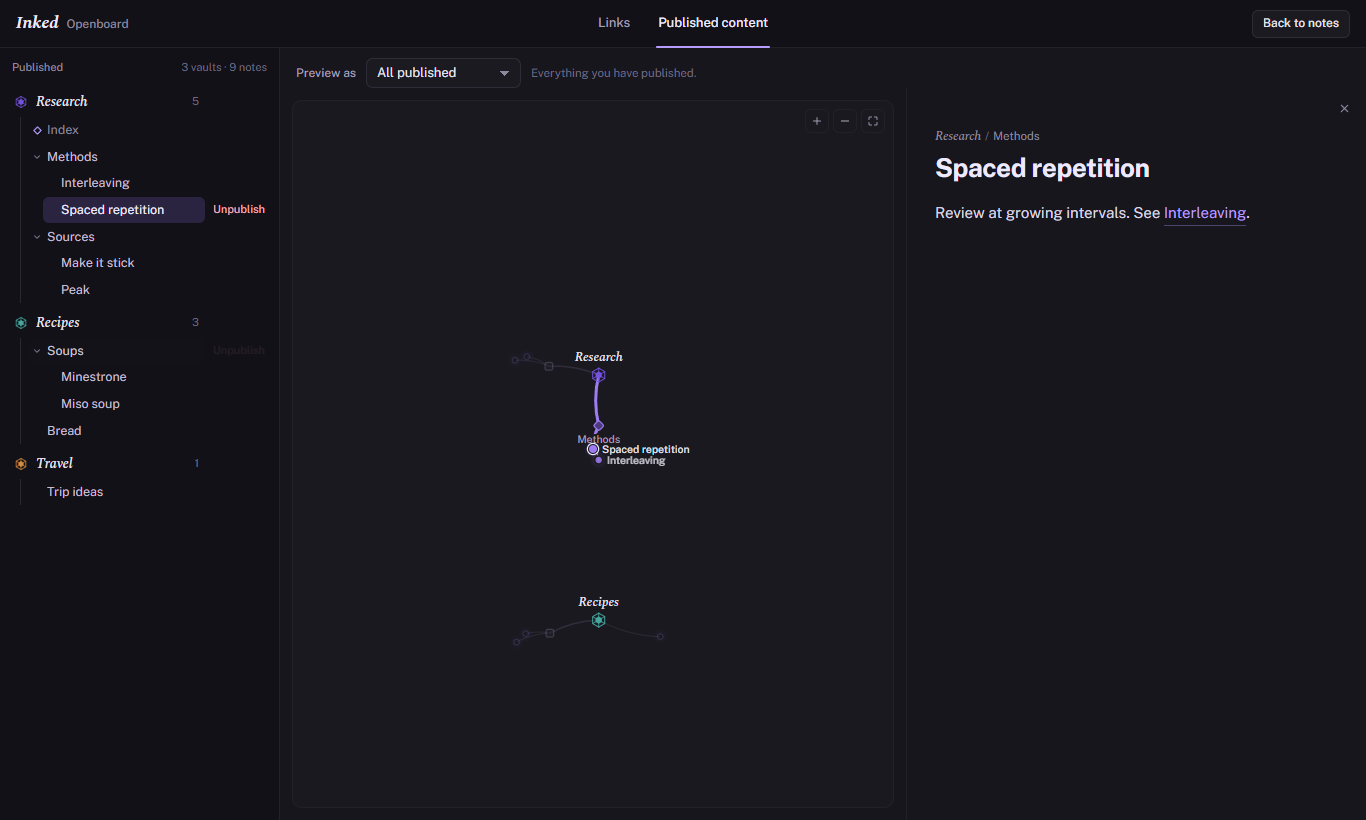 Inked Openboard
Links
Published content
Back to notes
Published
3 vaults · 9 notes
Research 5
Index
Methods
Interleaving
Spaced repetition Unpublish
Sources
Make it stick
Peak
Recipes 3
Soups Unpublish
Minestrone
Miso soup
Bread
Travel 1
Trip ideas
Preview as All published Everything you have published.
Research
Methods
Spaced repetition
Interleaving
Recipes
Research / Methods
Spaced repetition
Review at growing intervals. See Interleaving.